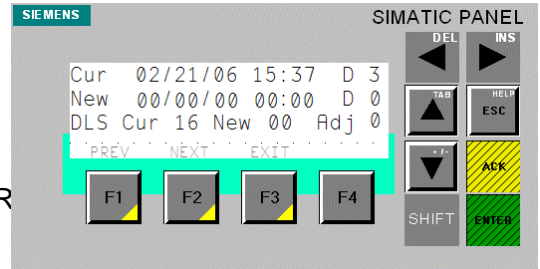 SIEMENS SIMATIC PANEL
DEL INS
Cur 02/21/06 15:37 D 3
New 00/00/00 00:00 D 0
DLS Cur 16 New 00 Adj 0
PREV NEXT EXIT
TAB HELP
ESC
+/-
ACK
R
F1 F2 F3 F4
SHIFT ENTER